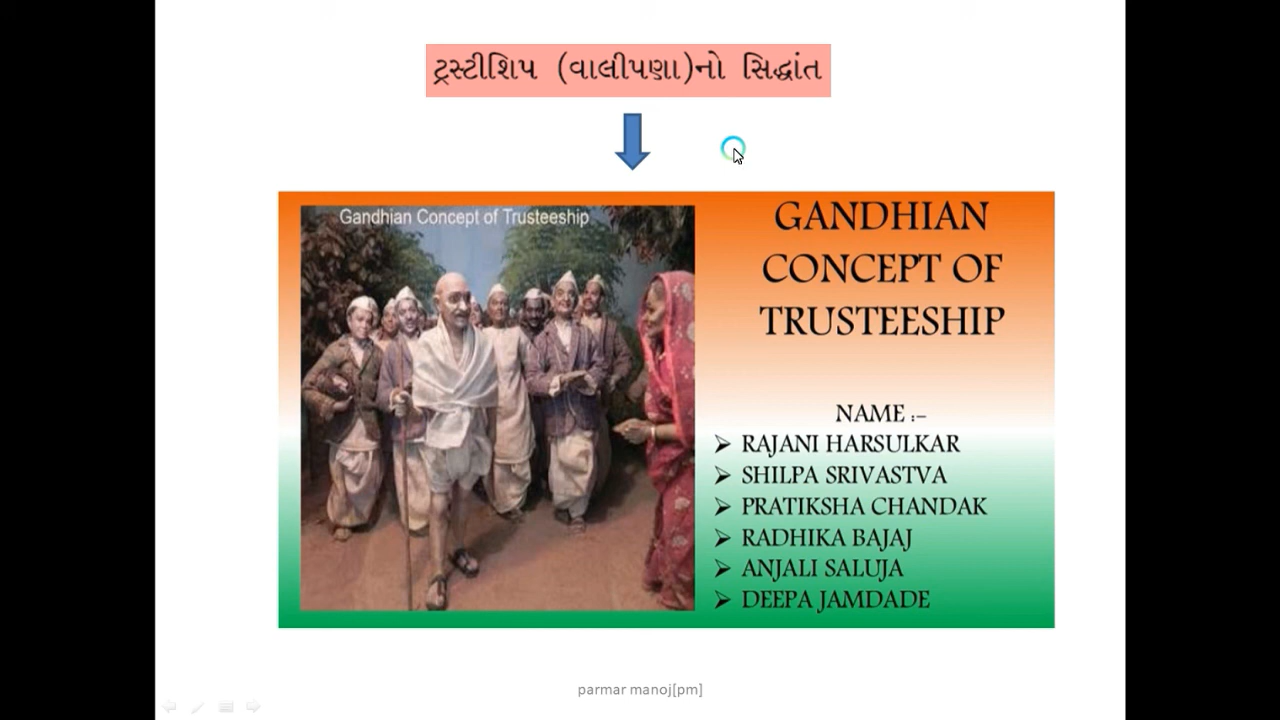 ટ્રસ્ટીશિપ (વાલીપણા)નો સિદ્ધાંત
Gandhian Concept of Trusteeship
GANDHIAN
CONCEPT OF
TRUSTEESHIP
NAME :-
➢ RAJANI HARSULKAR
➢ SHILPA SRIVASTVA
➢ PRATIKSHA CHANDAK
➢ RADHIKA BAJAJ
➢ ANJALI SALUJA
➢ DEEPA JAMDADE
parmar manoj[pm]